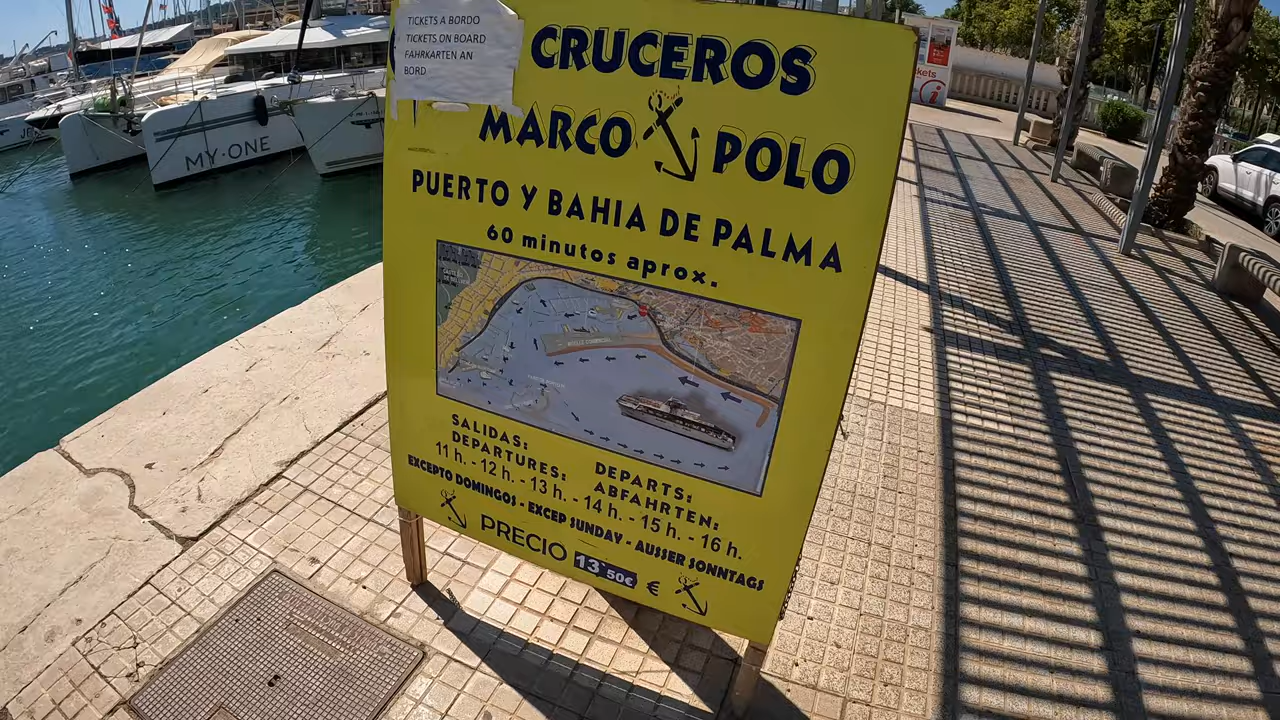 TICKETS A BORDO
TICKETS ON BOARD
FAHRKARTEN AN
BORD
CRUCEROS
MARCO POLO
PUERTO Y BAHIA DE PALMA
60 minutos aprox.
SALIDAS:
DEPARTURES:
DEPARTS:
ABFAHRTEN:
11 h. - 12 h. - 13 h. - 14 h. - 15 h. - 16 h.
EXCEPTO DOMINGOS - EXCEP SUNDAY - AUSSER SONNTAGS
PRECIO 13'50€ €
MY·ONE
kets
i